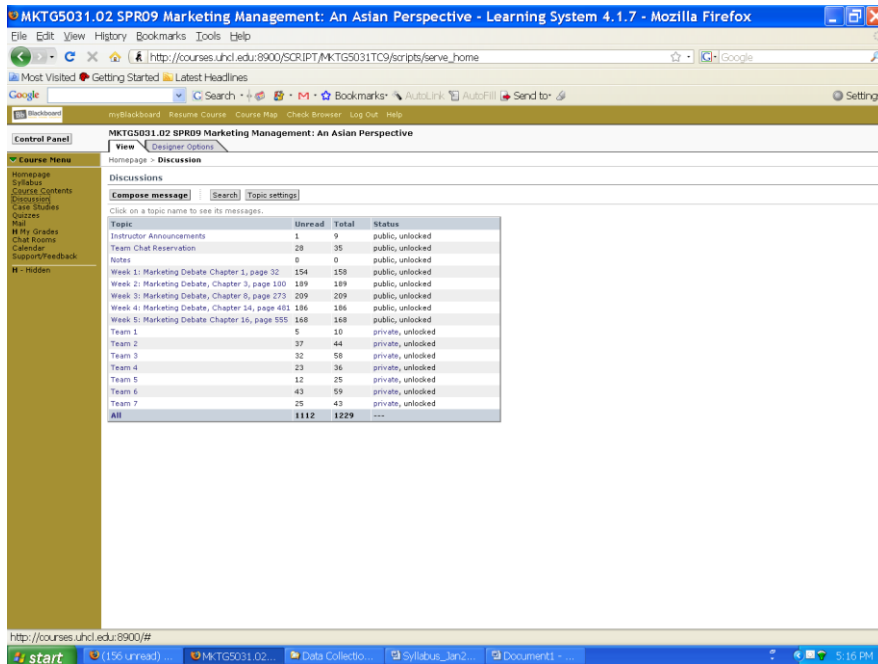 MKTG5031.02 SPR09 Marketing Management: An Asian Perspective - Learning System 4.1.7 - Mozilla Firefox
File Edit View History Bookmarks Tools Help
http://courses.uhcl.edu:8900/SCRIPT/MKTG5031TC9/scripts/serve_home
Google
Most Visited Getting Started Latest Headlines
Google Search Bookmarks AutoLink AutoFill Send to Setting
Blackboard myBlackboard Resume Course Course Map Check Browser Log Out Help
Control Panel
MKTG5031.02 SPR09 Marketing Management: An Asian Perspective
View Designer Options
Course Menu
Homepage > Discussion
Homepage
Syllabus
Course Contents
Discussion
Case Studies
Quizzes
Mail
H My Grades
Chat Rooms
Calendar
Support/Feedback
H - Hidden
Discussions
Compose message Search Topic settings
Click on a topic name to see its messages.
Topic Unread Total Status
Instructor Announcements 1 9 public, unlocked
Team Chat Reservation 28 35 public, unlocked
Notes 0 0 public, unlocked
Week 1: Marketing Debate Chapter 1, page 32 154 158 public, unlocked
Week 2: Marketing Debate, Chapter 3, page 100 189 189 public, unlocked
Week 3: Marketing Debate, Chapter 8, page 273 209 209 public, unlocked
Week 4: Marketing Debate, Chapter 14, page 481 186 186 public, unlocked
Week 5: Marketing Debate Chapter 16, page 555 168 168 public, unlocked
Team 1 5 10 private, unlocked
Team 2 37 44 private, unlocked
Team 3 32 58 private, unlocked
Team 4 23 36 private, unlocked
Team 5 12 25 private, unlocked
Team 6 43 59 private, unlocked
Team 7 25 43 private, unlocked
All 1112 1229 ---
http://courses.uhcl.edu:8900/#
start (156 unread) ... MKTG5031.02... Data Collectio... Syllabus_Jan2... Document1 - ... 5:16 PM